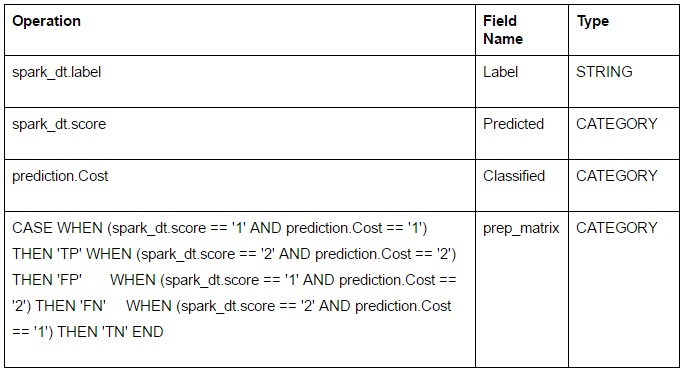 Operation Field Name Type
spark_dt.label Label STRING
spark_dt.score Predicted CATEGORY
prediction.Cost Classified CATEGORY
CASE WHEN (spark_dt.score == '1' AND prediction.Cost == '1') prep_matrix CATEGORY
THEN 'TP' WHEN (spark_dt.score == '2' AND prediction.Cost == '2')
THEN 'FP' WHEN (spark_dt.score == '1' AND prediction.Cost ==
'2') THEN 'FN' WHEN (spark_dt.score == '2' AND prediction.Cost
== '1') THEN 'TN' END